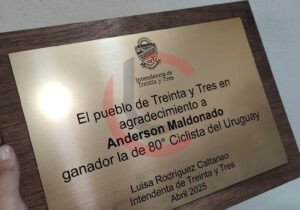 Intendencia de
Treinta y Tres
El pueblo de Treinta y Tres en
agradecimiento a
Anderson Maldonado
ganador la de 80° Ciclista del Uruguay
Luisa Rodríguez Cattaneo
Intendenta de Treinta y Tres
Abril 2025